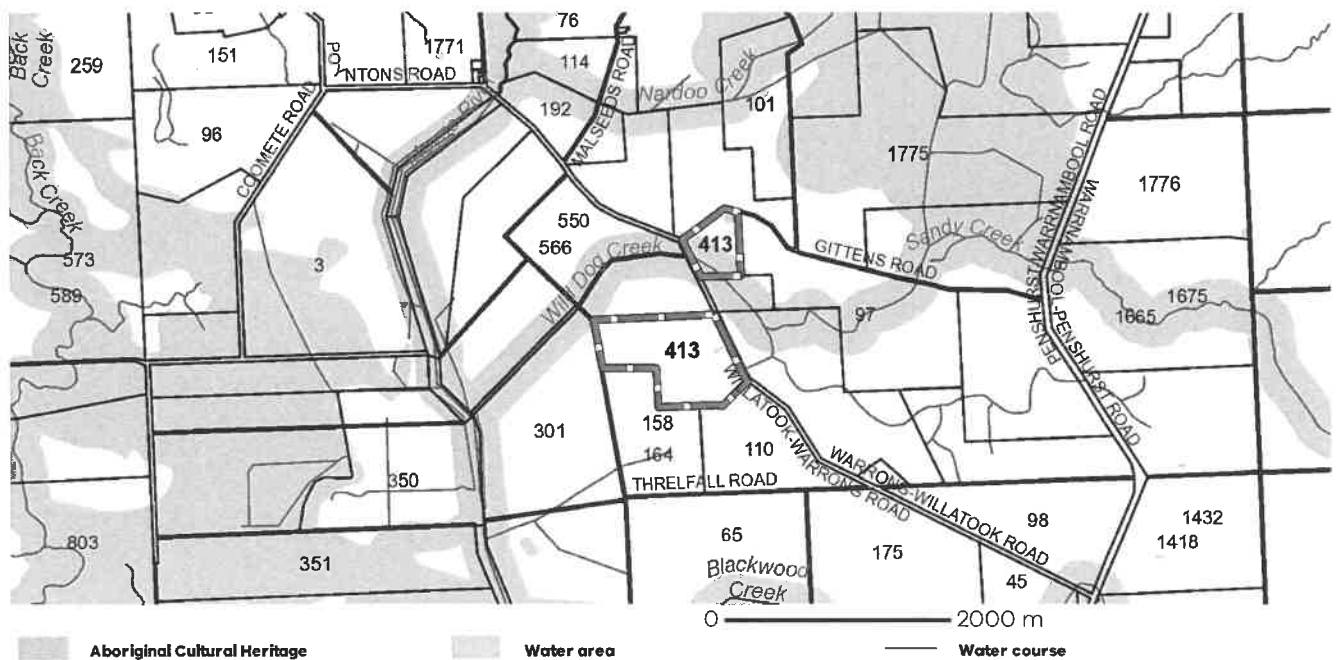 76
151
1771
Back
Creek
259
POYNTONS ROAD
114
MALSEEDS ROAD
Nardoo Creek
101
192
96
COOMETE ROAD
1775
Back Creek
1776
PENSHURST-WARRNAMBOOL ROAD
WARRNAMBOOL-PENSHURST ROAD
550
566
413
Sandy Creek
GITTENS ROAD
Wild Dog Creek
573
589
3
97
1675
1665
413
WILLATOOK-WARRONS ROAD
301
158
164
110
WARRONS-WILLATOOK ROAD
350
THRELFALL ROAD
803
351
65
175
98
1432
1418
45
Blackwood
Creek
0 2000 m
Aboriginal Cultural Heritage
Water area
Water course